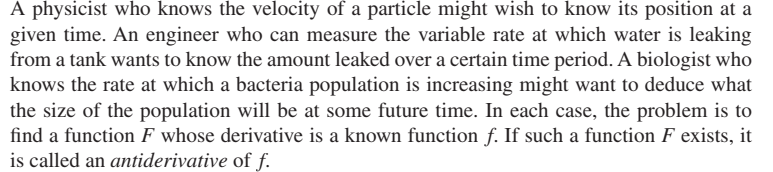 A physicist who knows the velocity of a particle might wish to know its position at a
given time. An engineer who can measure the variable rate at which water is leaking
from a tank wants to know the amount leaked over a certain time period. A biologist who
knows the rate at which a bacteria population is increasing might want to deduce what
the size of the population will be at some future time. In each case, the problem is to
find a function F whose derivative is a known function f. If such a function F exists, it
is called an antiderivative of f.